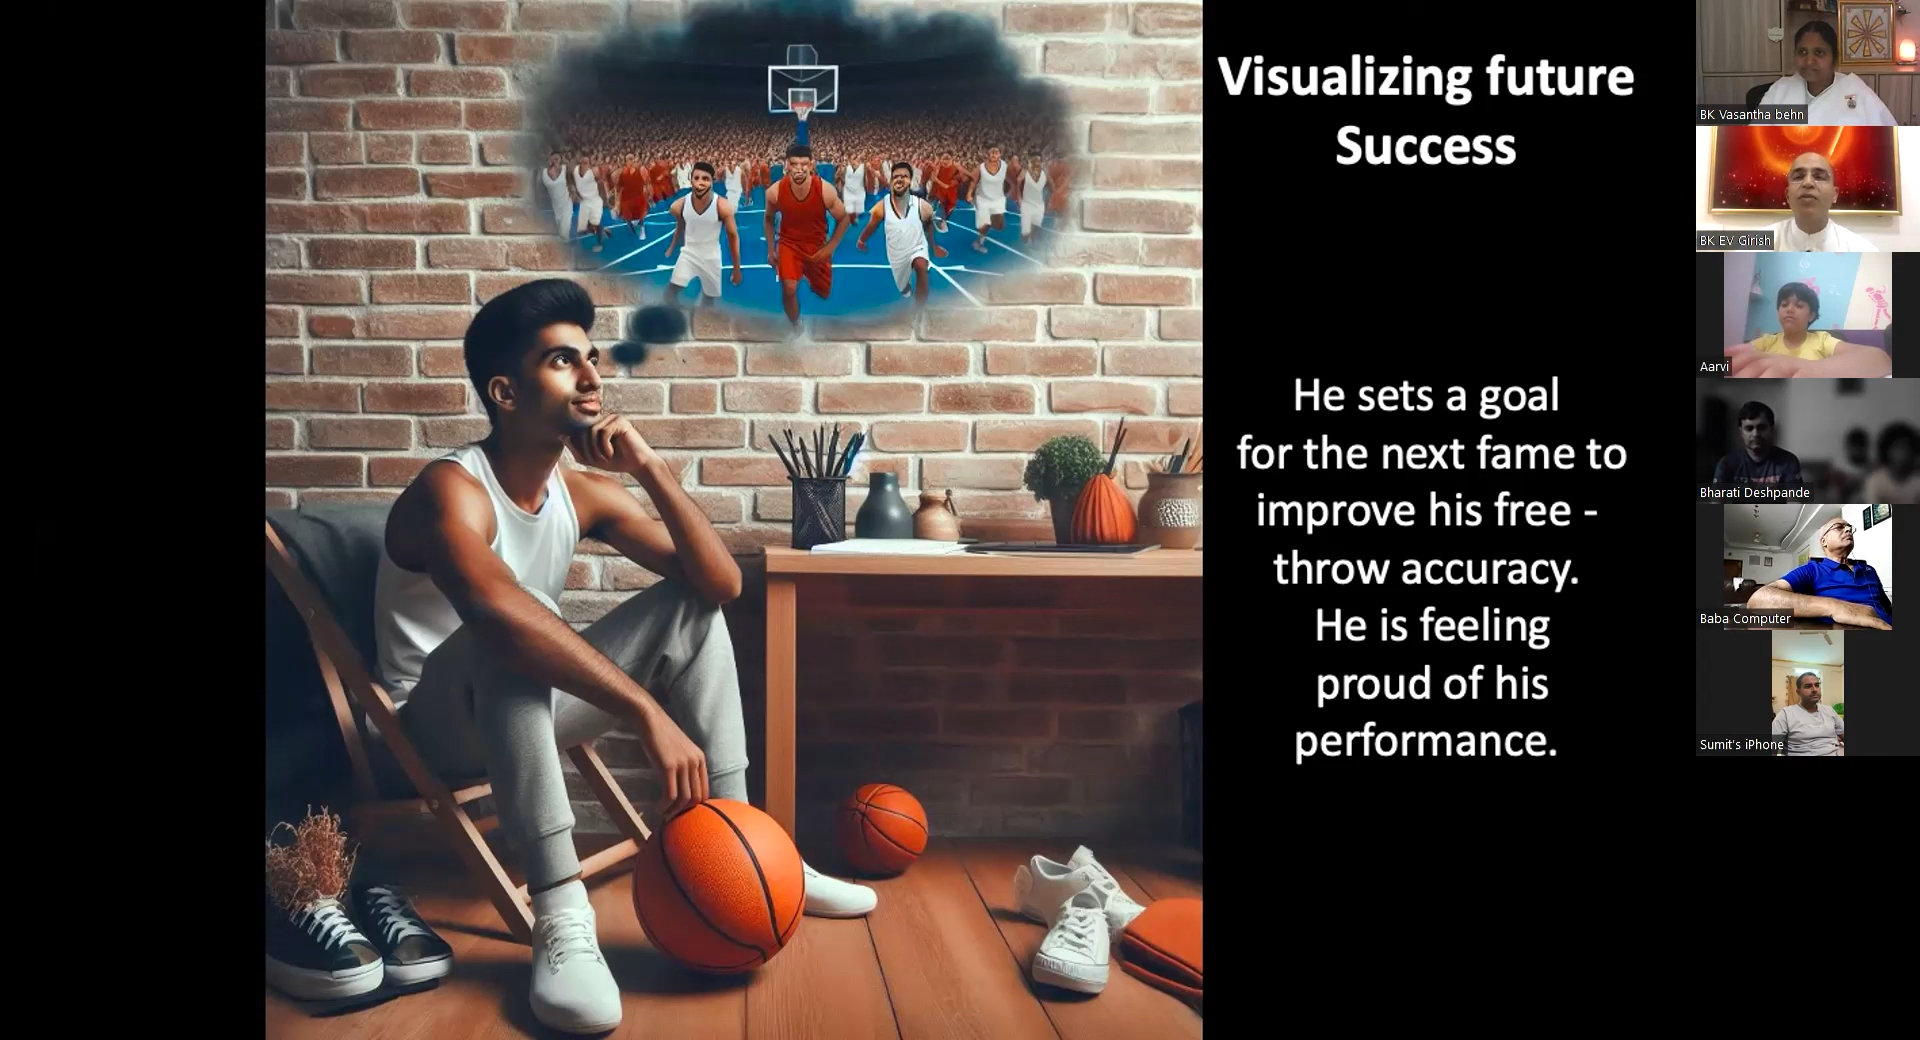 Visualizing future
Success
He sets a goal
for the next fame to
improve his free -
throw accuracy.
He is feeling
proud of his
performance.
BK Vasantha behn
BK EV Girish
Aarvi
Bharati Deshpande
Baba Computer
Sumit's iPhone